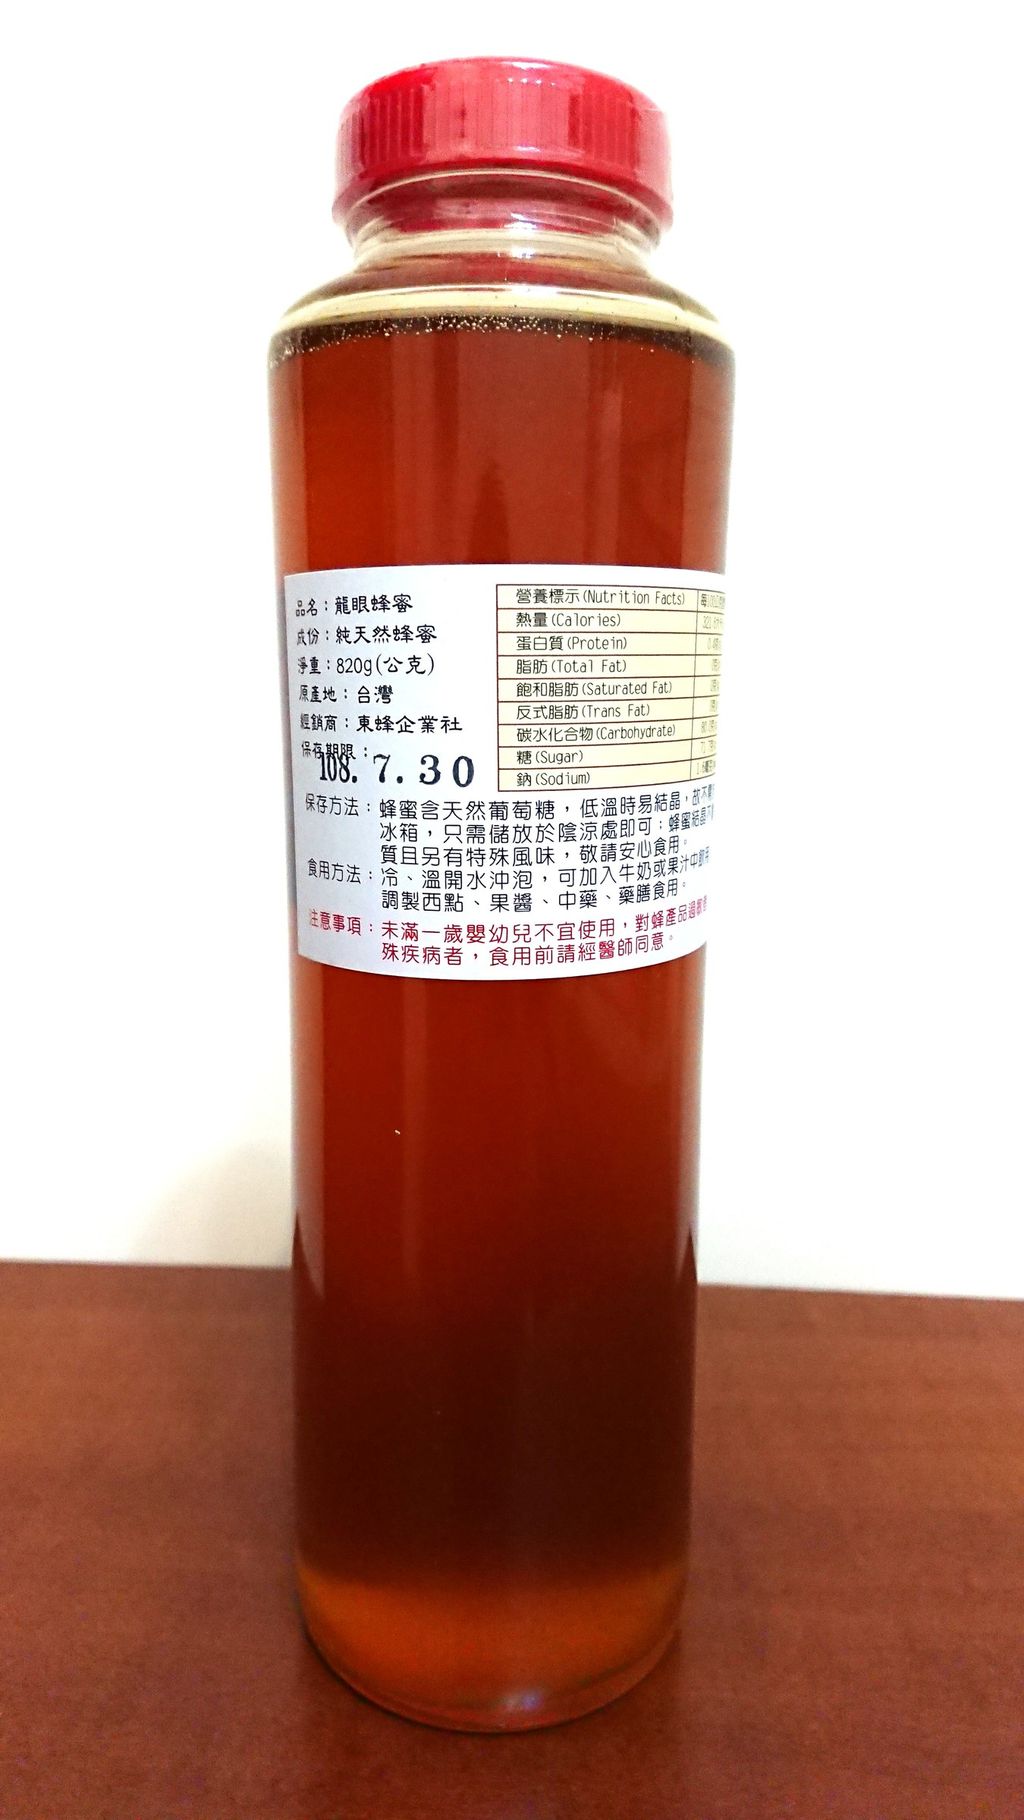 品名：龍眼蜂蜜
成份：純天然蜂蜜
淨重：820g(公克)
原產地：台灣
經銷商：東蜂企業社
保存期限：
108. 7. 30
營養標示(Nutrition Facts)
熱量(Calories)
蛋白質(Protein)
脂肪(Total Fat)
飽和脂肪(Saturated Fat)
反式脂肪(Trans Fat)
碳水化合物(Carbohydrate)
糖(Sugar)
鈉(Sodium)
保存方法：蜂蜜含天然葡萄糖，低溫時易結晶，故不
冰箱，只需儲放於陰涼處即可；蜂蜜結晶不
質且另有特殊風味，敬請安心食用。
食用方法：冷、溫開水沖泡，可加入牛奶或果汁中飲用
調製西點、果醬、中藥、藥膳食用。
注意事項：未滿一歲嬰幼兒不宜使用，對蜂產品過敏
殊疾病者，食用前請經醫師同意。